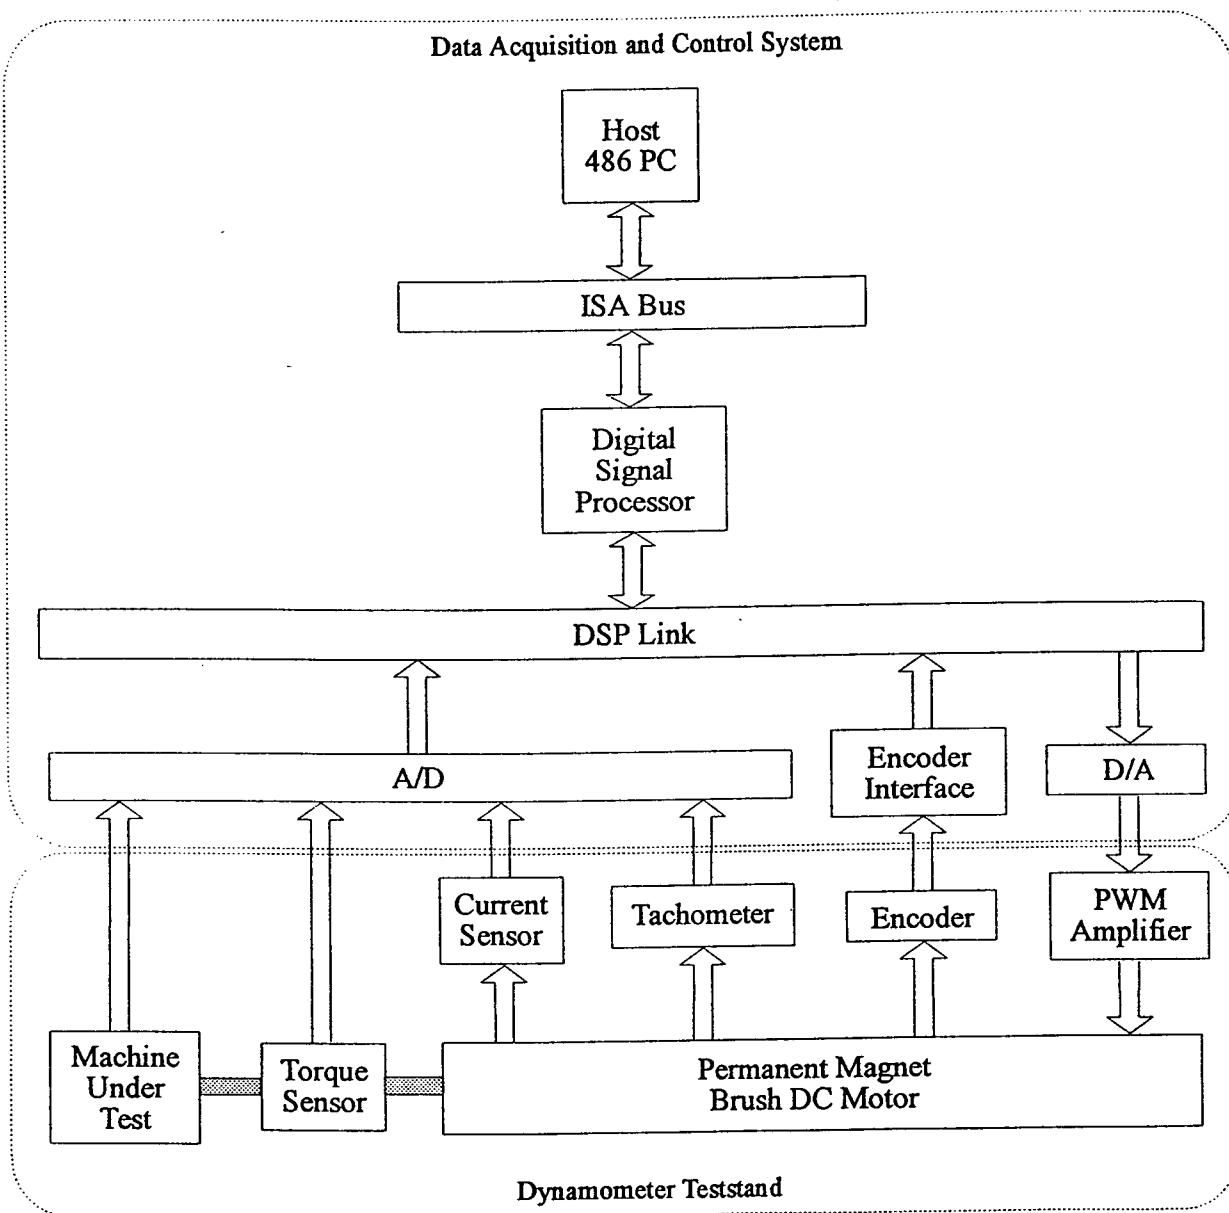 Data Acquisition and Control System
Host
486 PC
ISA Bus
Digital
Signal
Processor
DSP Link
A/D
Encoder
Interface
D/A
Current
Sensor
Tachometer
Encoder
PWM
Amplifier
Machine
Under
Test
Torque
Sensor
Permanent Magnet
Brush DC Motor
Dynamometer Teststand